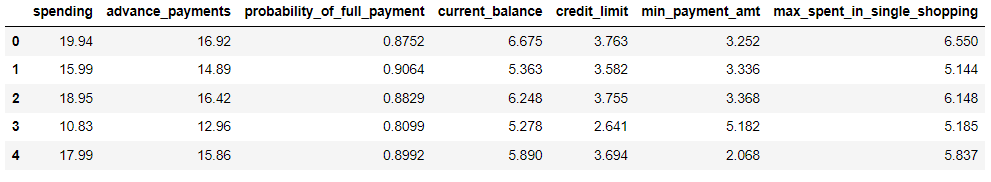 spending advance_payments probability_of_full_payment current_balance credit_limit min_payment_amt max_spent_in_single_shopping
0 19.94 16.92 0.8752 6.675 3.763 3.252 6.550
1 15.99 14.89 0.9064 5.363 3.582 3.336 5.144
2 18.95 16.42 0.8829 6.248 3.755 3.368 6.148
3 10.83 12.96 0.8099 5.278 2.641 5.182 5.185
4 17.99 15.86 0.8992 5.890 3.694 2.068 5.837